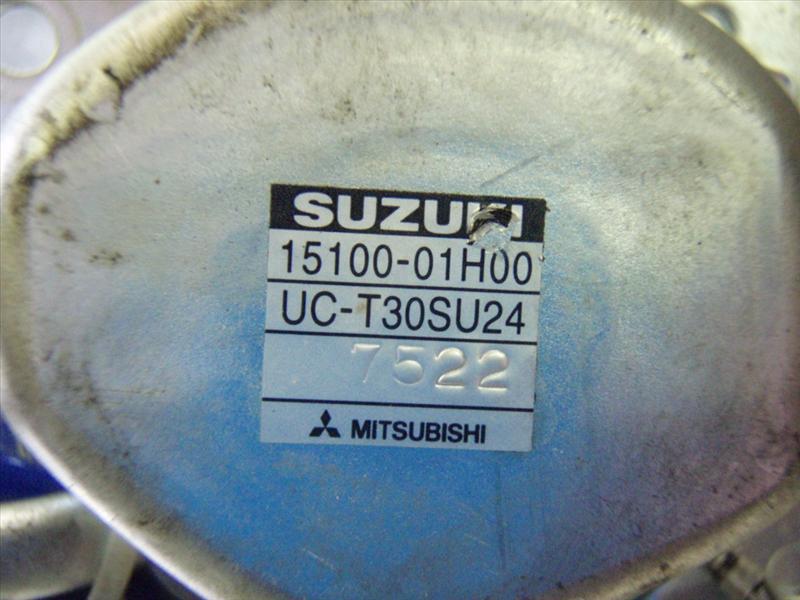 SUZUKI
15100-01H00
UC-T30SU24
7522
MITSUBISHI